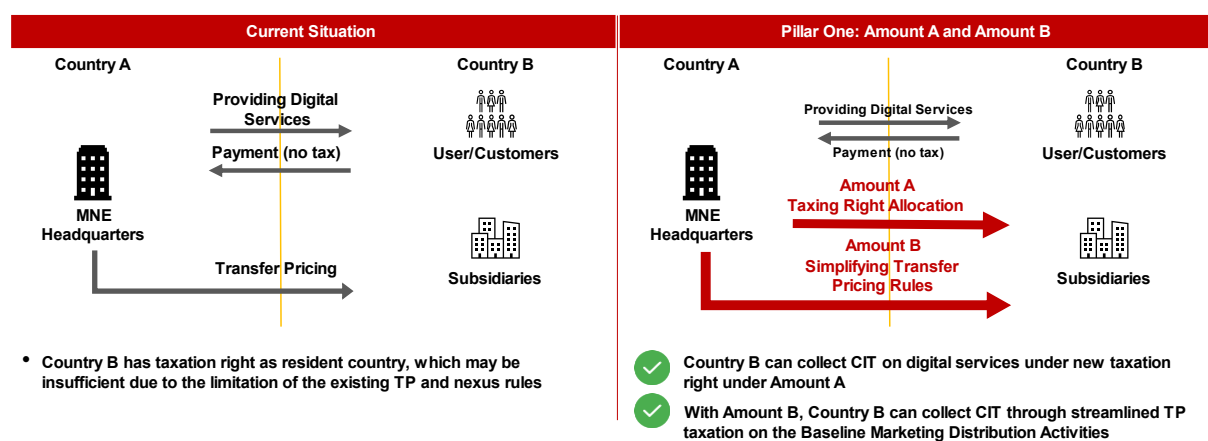 Current Situation
Country A
Country B
Providing Digital
Services
Payment (no tax)
User/Customers
MNE
Headquarters
Transfer Pricing
Subsidiaries
• Country B has taxation right as resident country, which may be
insufficient due to the limitation of the existing TP and nexus rules
Pillar One: Amount A and Amount B
Country A
Country B
Providing Digital Services
Payment (no tax)
User/Customers
Amount A
Taxing Right Allocation
MNE
Headquarters
Amount B
Simplifying Transfer
Pricing Rules
Subsidiaries
Country B can collect CIT on digital services under new taxation
right under Amount A
With Amount B, Country B can collect CIT through streamlined TP
taxation on the Baseline Marketing Distribution Activities